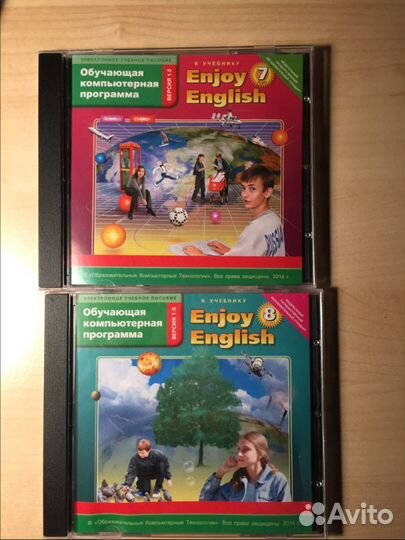 ЭЛЕКТРОННОЕ УЧЕБНОЕ ПОСОБИЕ
К УЧЕБНИКУ
Обучающая
компьютерная
программа
ВЕРСИЯ 1.0
Enjoy 7
English
RUSSIA
© «Образовательные Компьютерные Технологии». Все права защищены. 2014 г.
ЭЛЕКТРОННОЕ УЧЕБНОЕ ПОСОБИЕ
К УЧЕБНИКУ
Обучающая
компьютерная
программа
ВЕРСИЯ 1.0
Enjoy 8
English
© «Образовательные Компьютерные Технологии». Все права защищены. 2014
Avito